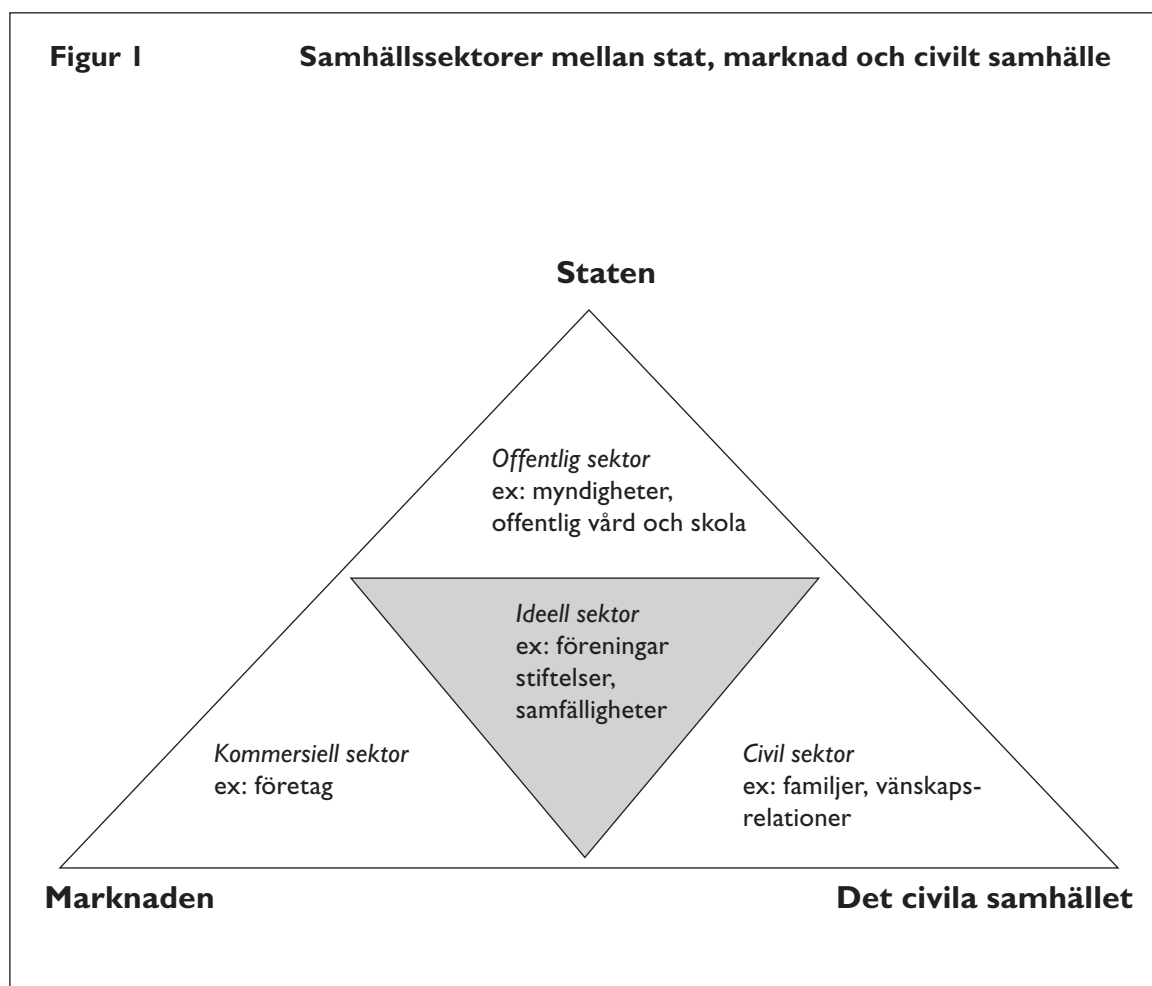 Figur 1 Samhällssektorer mellan stat, marknad och civilt samhälle
Staten
Offentlig sektor
ex: myndigheter,
offentlig vård och skola
Ideell sektor
ex: föreningar
stiftelser,
samfälligheter
Kommersiell sektor
ex: företag
Civil sektor
ex: familjer, vänskaps-
relationer
Marknaden
Det civila samhället